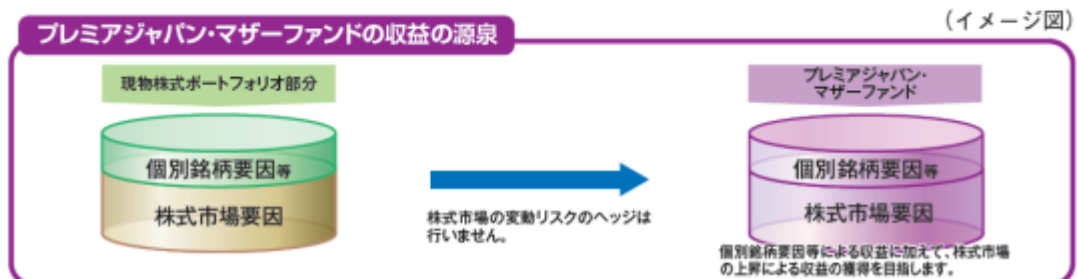 (イメージ図)
プレミアジャパン・マザーファンドの収益の源泉
現物株式ポートフォリオ部分
個別銘柄要因等
株式市場要因
株式市場の変動リスクのヘッジは
行いません。
プレミアジャパン・
マザーファンド
個別銘柄要因等
株式市場要因
個別銘柄要因等による収益に加えて、株式市場
の上昇による収益の獲得を目指します。